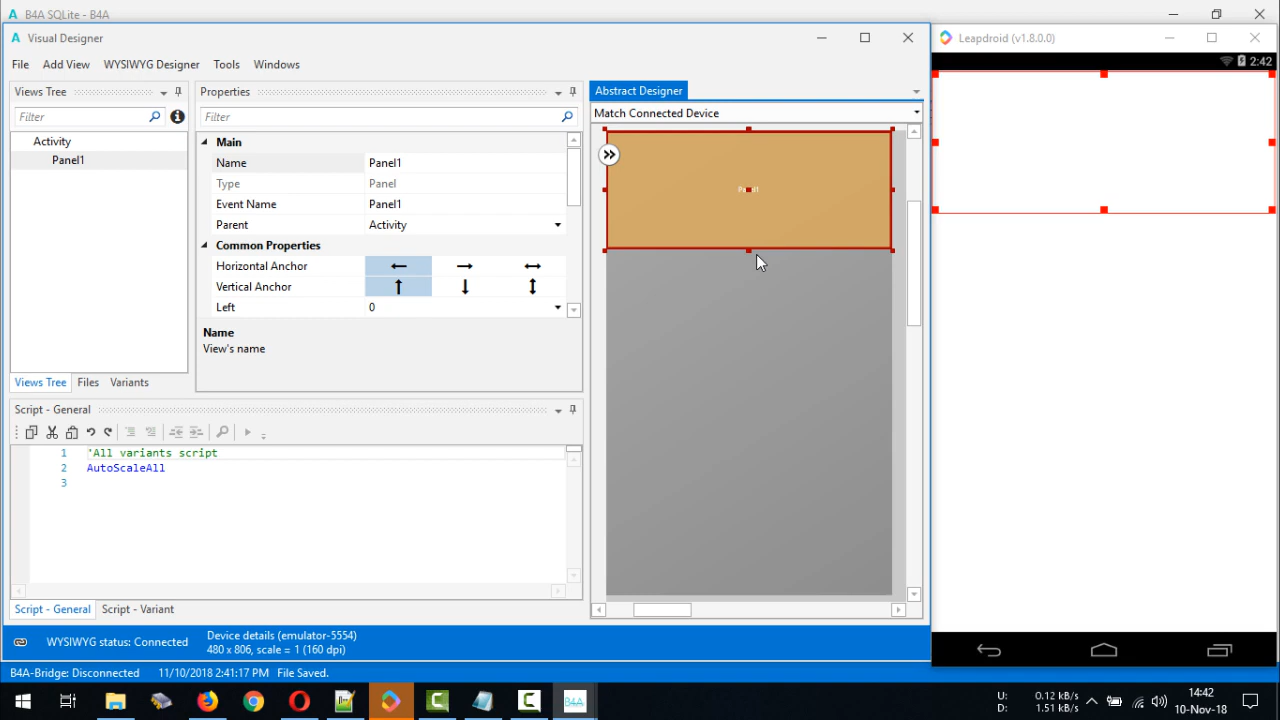 B4A SQLite - B4A
Visual Designer
File Add View WYSIWYG Designer Tools Windows
Views Tree
Filter
Activity
Panel1
Views Tree Files Variants
Properties
Filter
Main
Name Panel1
Type Panel
Event Name Panel1
Parent Activity
Common Properties
Horizontal Anchor
Vertical Anchor
Left 0
Name
View's name
Abstract Designer
Match Connected Device
Script - General
1 'All variants script
2 AutoScaleAll
3
Script - General Script - Variant
WYSIWYG status: Connected
Device details (emulator-5554)
480 x 806, scale = 1 (160 dpi)
B4A-Bridge: Disconnected 11/10/2018 2:41:17 PM File Saved.
Leapdroid (v1.8.0.0)
2:42
B4A
U: 0.12 kB/s
D: 1.51 kB/s
14:42
10-Nov-18